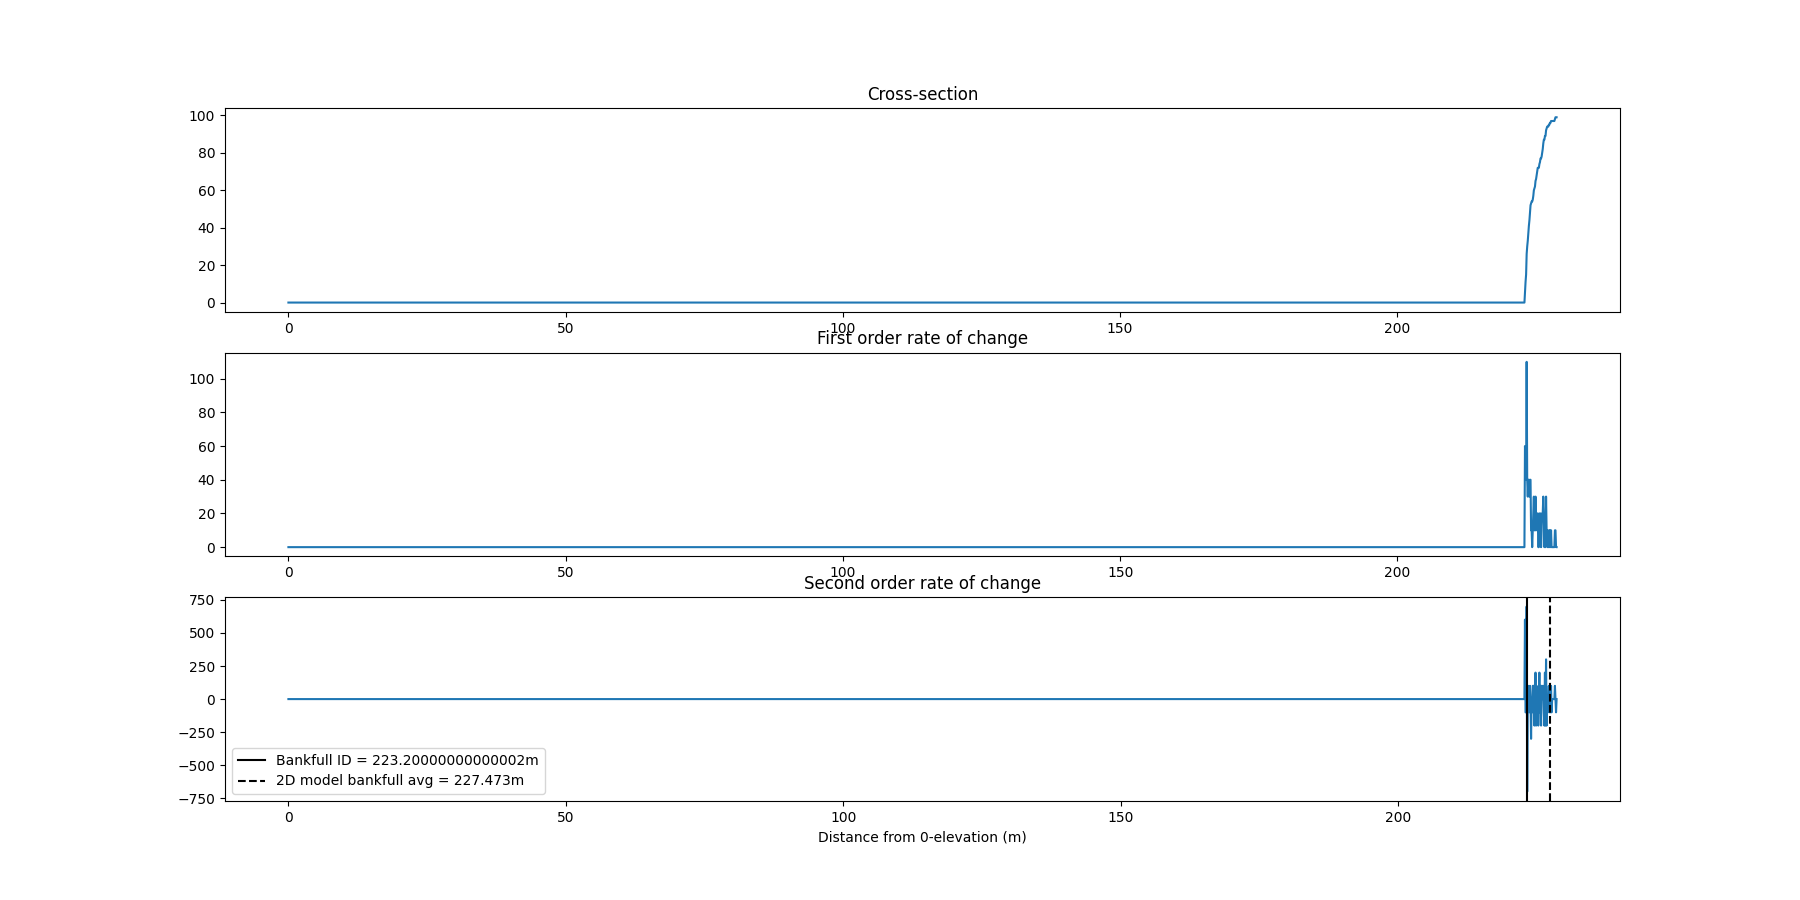 Cross-section
100
80
60
40
20
0
0 50 100 150 200
First order rate of change
100
80
60
40
20
0
0 50 100 150 200
Second order rate of change
750
500
250
0
−250
−500
−750
Bankfull ID = 223.20000000000002m
2D model bankfull avg = 227.473m
0 50 100 150 200
Distance from 0-elevation (m)